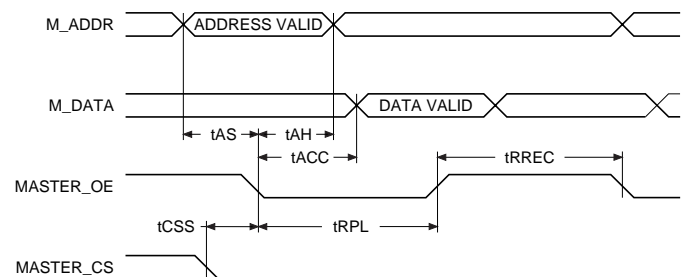 M_ADDR
ADDRESS VALID
M_DATA
DATA VALID
tAS
tAH
tACC
tRREC
MASTER_OE
tCSS
tRPL
MASTER_CS